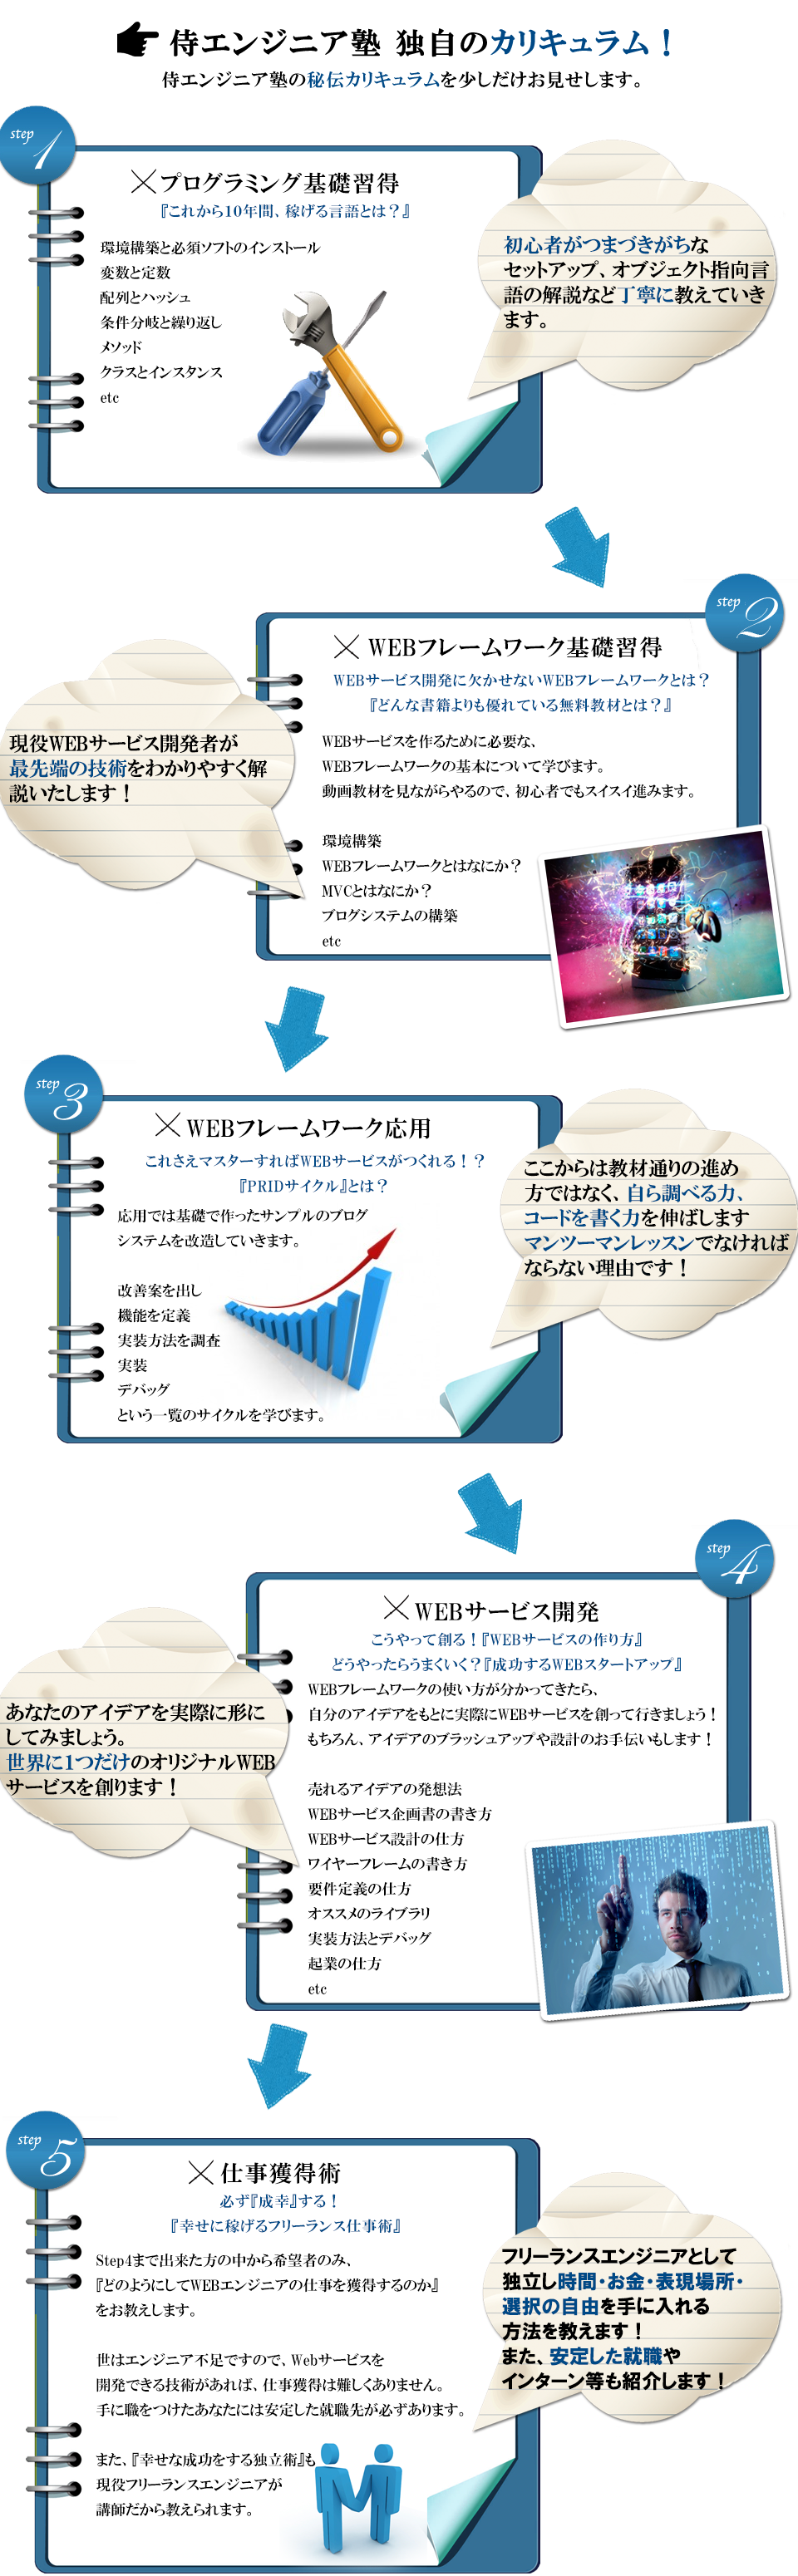 侍エンジニア塾 独自のカリキュラム！
侍エンジニア塾の秘伝カリキュラムを少しだけお見せします。
step 1
プログラミング基礎習得
『これから10年間、稼げる言語とは？』
環境構築と必須ソフトのインストール
変数と定数
配列とハッシュ
条件分岐と繰り返し
メソッド
クラスとインスタンス
etc
初心者がつまづきがちな
セットアップ、オブジェクト指向言
語の解説など丁寧に教えていき
ます。
step 2
WEBフレームワーク基礎習得
WEBサービス開発に欠かせないWEBフレームワークとは？
『どんな書籍よりも優れている無料教材とは？』
WEBサービスを作るために必要な、
WEBフレームワークの基本について学びます。
動画教材を見ながらやるので、初心者でもスイスイ進みます。
環境構築
WEBフレームワークとはなにか？
MVCとはなにか？
ブログシステムの構築
etc
現役WEBサービス開発者が
最先端の技術をわかりやすく解
説いたします！
step 3
WEBフレームワーク応用
これさえマスターすればWEBサービスがつくれる！？
『PRIDサイクル』とは？
応用では基礎で作ったサンプルのブログ
システムを改造していきます。
改善案を出し
機能を定義
実装方法を調査
実装
デバッグ
という一覧のサイクルを学びます。
ここからは教材通りの進め
方ではなく、自ら調べる力、
コードを書く力を伸ばします
マンツーマンレッスンでなければ
ならない理由です！
step 4
WEBサービス開発
こうやって創る！『WEBサービスの作り方』
どうやったらうまくいく？『成功するWEBスタートアップ』
WEBフレームワークの使い方が分かってきたら、
自分のアイデアをもとに実際にWEBサービスを創って行きましょう！
もちろん、アイデアのブラッシュアップや設計のお手伝いもします！
売れるアイデアの発想法
WEBサービス企画書の書き方
WEBサービス設計の仕方
ワイヤーフレームの書き方
要件定義の仕方
オススメのライブラリ
実装方法とデバッグ
起業の仕方
etc
あなたのアイデアを実際に形に
してみましょう。
世界に1つだけのオリジナルWEB
サービスを創ります！
step 5
仕事獲得術
必ず『成幸』する！
『幸せに稼げるフリーランス仕事術』
Step4まで出来た方の中から希望者のみ、
『どのようにしてWEBエンジニアの仕事を獲得するのか』
をお教えします。
世はエンジニア不足ですので、Webサービスを
開発できる技術があれば、仕事獲得は難しくありません。
手に職をつけたあなたには安定した就職先が必ずあります。
また、『幸せな成功をする独立術』も
現役フリーランスエンジニアが
講師だから教えられます。
フリーランスエンジニアとして
独立し時間・お金・表現場所・
選択の自由を手に入れる
方法を教えます！
また、安定した就職や
インターン等も紹介します！